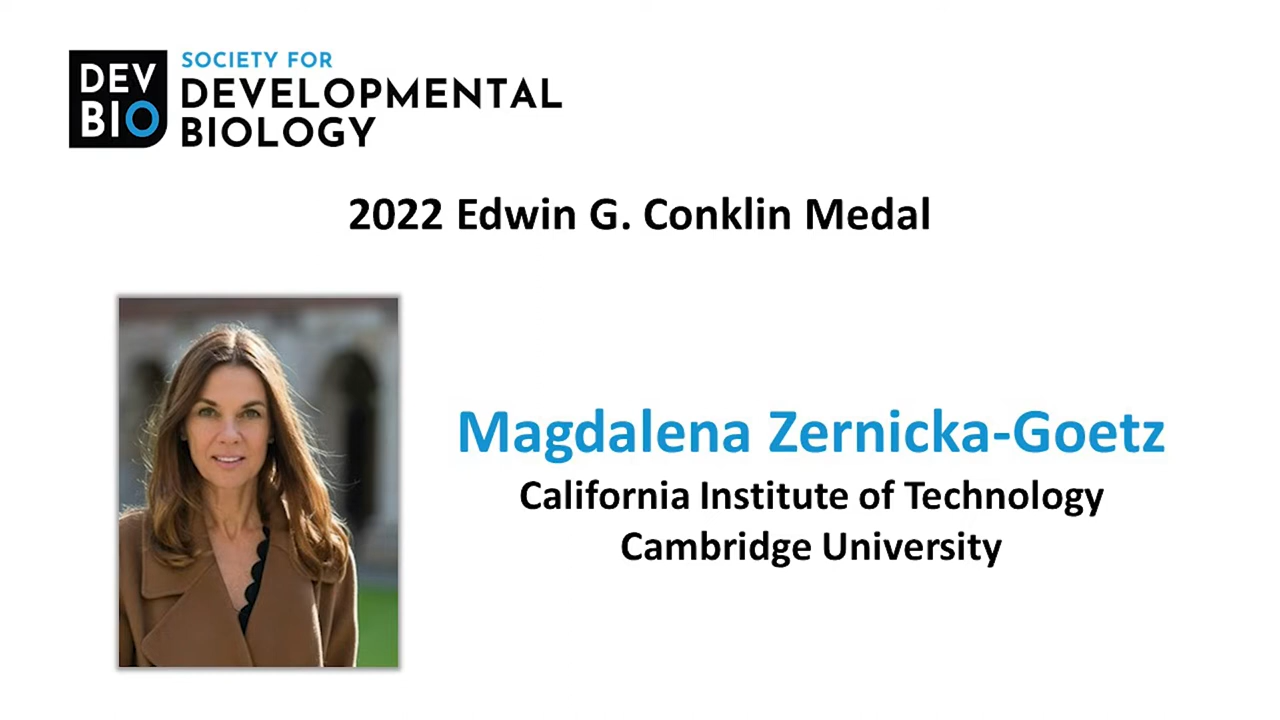 DEV
BIO
SOCIETY FOR
DEVELOPMENTAL
BIOLOGY
2022 Edwin G. Conklin Medal
Magdalena Zernicka-Goetz
California Institute of Technology
Cambridge University